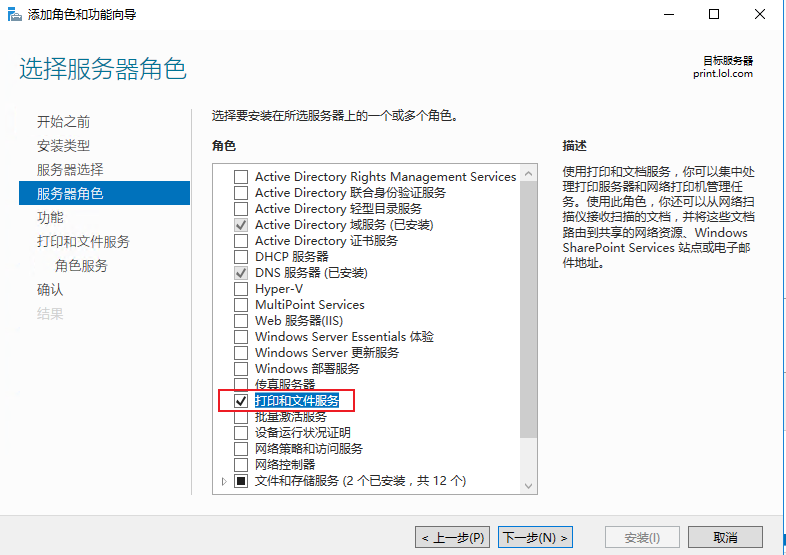 添加角色和功能向导
选择服务器角色
目标服务器
print.lol.com
开始之前
安装类型
服务器选择
服务器角色
功能
打印和文件服务
角色服务
确认
结果
选择要安装在所选服务器上的一个或多个角色。
角色
Active Directory Rights Management Services
Active Directory 联合身份验证服务
Active Directory 轻型目录服务
Active Directory 域服务 (已安装)
Active Directory 证书服务
DHCP 服务器
DNS 服务器 (已安装)
Hyper-V
MultiPoint Services
Web 服务器(IIS)
Windows Server Essentials 体验
Windows Server 更新服务
Windows 部署服务
传真服务器
打印和文件服务
批量激活服务
设备运行状况证明
网络策略和访问服务
网络控制器
文件和存储服务 (2 个已安装，共 12 个)
描述
使用打印和文档服务，你可以集中处
理打印服务器和网络打印机管理任
务。使用此角色，你还可以从网络扫
描仪接收扫描的文档，并将这些文档
路由到共享的网络资源、Windows
SharePoint Services 站点或电子邮
件地址。
< 上一步(P)
下一步(N) >
安装(I)
取消